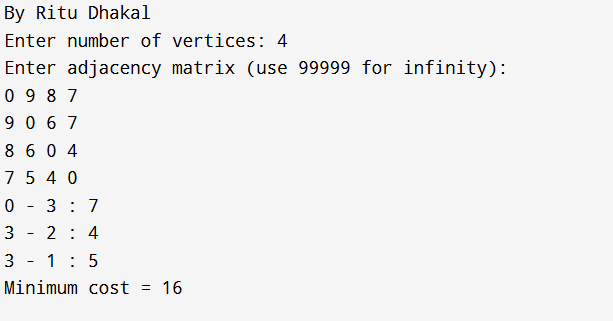 By Ritu Dhakal
Enter number of vertices: 4
Enter adjacency matrix (use 99999 for infinity):
0 9 8 7
9 0 6 7
8 6 0 4
7 5 4 0
0 - 3 : 7
3 - 2 : 4
3 - 1 : 5
Minimum cost = 16